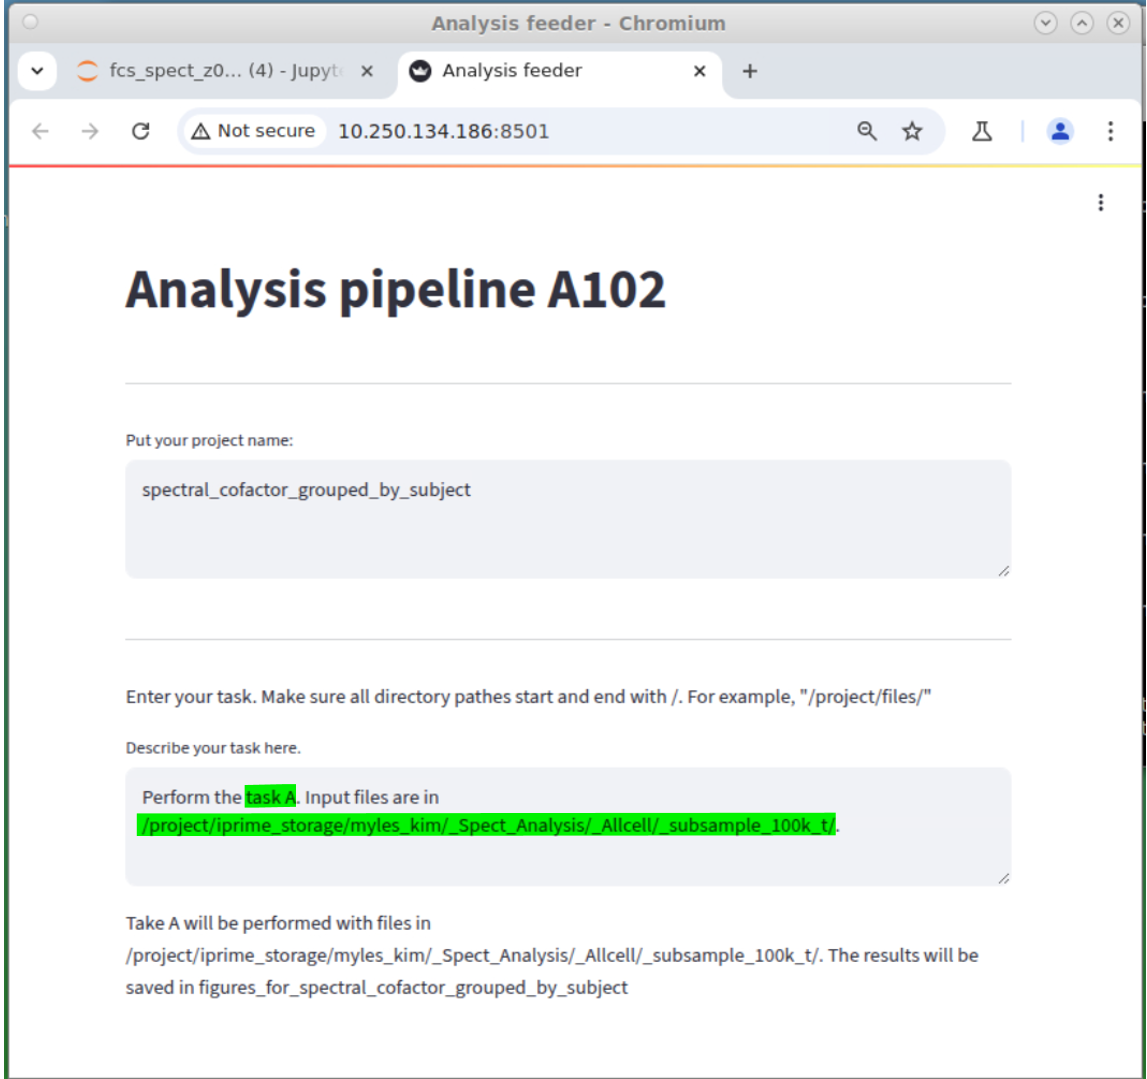 Analysis feeder - Chromium
fcs_spect_z0... (4) - Jupyt
Analysis feeder
Not secure
10.250.134.186:8501
Analysis pipeline A102
Put your project name:
spectral_cofactor_grouped_by_subject
Enter your task. Make sure all directory pathes start and end with /. For example, "/project/files/"
Describe your task here.
Perform the task A. Input files are in
/project/iprime_storage/myles_kim/_Spect_Analysis/_Allcell/_subsample_100k_t/.
Take A will be performed with files in
/project/iprime_storage/myles_kim/_Spect_Analysis/_Allcell/_subsample_100k_t/. The results will be
saved in figures_for_spectral_cofactor_grouped_by_subject